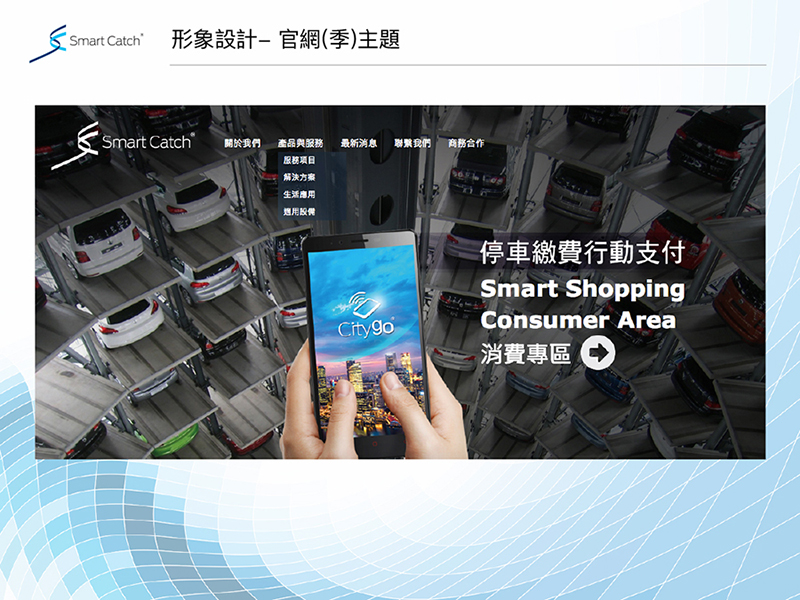 Smart Catch®
形象設計– 官網(季)主題
Smart Catch®
關於我們 產品與服務 最新消息 聯繫我們 商務合作
服務項目
解決方案
生活應用
適用設備
停車繳費行動支付
Smart Shopping
Consumer Area
消費專區
Citygo®